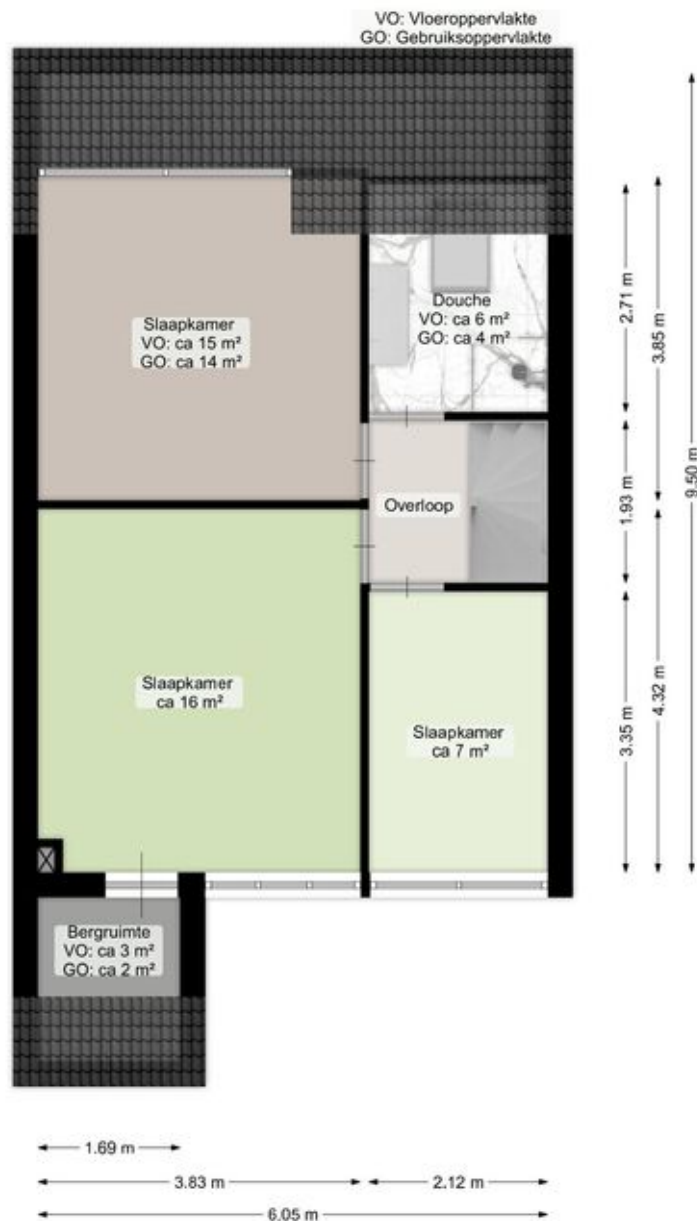 VO: Vloeroppervlakte
GO: Gebruiksoppervlakte
Slaapkamer
VO: ca 15 m²
GO: ca 14 m²
Douche
VO: ca 6 m²
GO: ca 4 m²
Overloop
Slaapkamer
ca 16 m²
Slaapkamer
ca 7 m²
Bergruimte
VO: ca 3 m²
GO: ca 2 m²
2.71 m
3.85 m
9.50 m
1.93 m
4.32 m
3.35 m
1.69 m
3.83 m
2.12 m
6.05 m